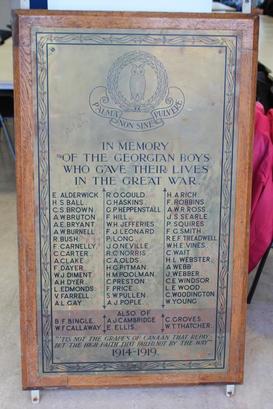 PALMA NON SINE PULVERE
IN MEMORY
OF THE GEORGIAN BOYS
WHO GAVE THEIR LIVES
IN THE GREAT WAR
E. ALDERWICK
H.S. BALL
C.S. BROWN
A.W. BRUTON
A.E. BRYANT
A.W. BURNELL
R. BUSH
F. CARNELLY
C. CARTER
A. CLAKE
F. DAYER
W.J. DIMENT
A.H. DYER
L. EDMONDS
V. FARRELL
A.L. GAY
R.O. GOULD
G. HASKINS
C.P. HEPPENSTALL
F. HILL
W.H. JEFFERIES
F.J. LEONARD
P. LONG
J.O. NEVILLE
R.O. NORRIS
C.A. OLDS
H.G. PITMAN
H.F. POOLMAN
C. PRESTON
F. PRICE
S.W. PULLEN
A.J. POPLE
H.A. RICH
F. ROBBINS
A.W.R. ROSS
J.S. SEARLE
P. SQUIRES
F.G. SMITH
R.E.F. TREADWELL
W.H.E. VINES
C. WAIT
H.L. WEBSTER
A. WEBB
J. WEBBER
C.E. WINDSOR
L.E. WOOD
C. WOODINGTON
W. YOUNG
ALSO OF
B.F. BINGLE.
W.F. CALLAWAY.
A.J. CAMBRIDGE
E. ELLIS.
C. GROVES.
W.T. THATCHER.
"'TIS NOT THE GRAPES OF CANAAN THAT REPAY
BUT THE HIGH FAITH THAT FAILED NOT BY THE WAY"
1914-1919.